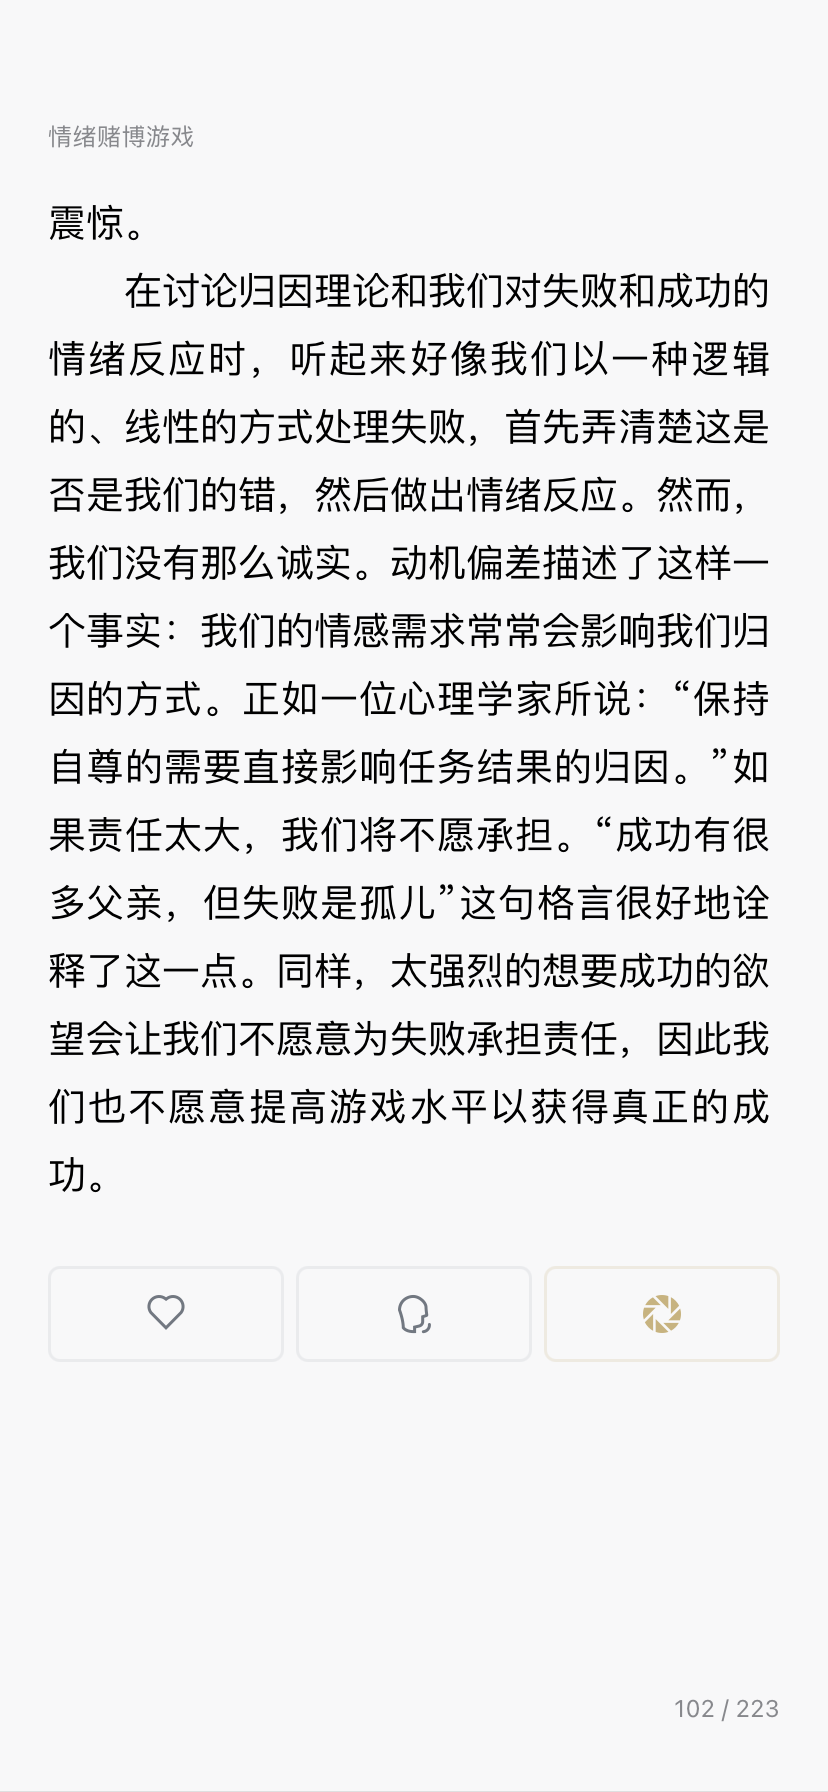 情绪赌博游戏
震惊。
在讨论归因理论和我们对失败和成功的
情绪反应时，听起来好像我们以一种逻辑
的、线性的方式处理失败，首先弄清楚这是
否是我们的错，然后做出情绪反应。然而，
我们没有那么诚实。动机偏差描述了这样一
个事实：我们的情感需求常常会影响我们归
因的方式。正如一位心理学家所说：“保持
自尊的需要直接影响任务结果的归因。”如
果责任太大，我们将不愿承担。“成功有很
多父亲，但失败是孤儿”这句格言很好地诠
释了这一点。同样，太强烈的想要成功的欲
望会让我们不愿意为失败承担责任，因此我
们也不愿意提高游戏水平以获得真正的成
功。
102 / 223